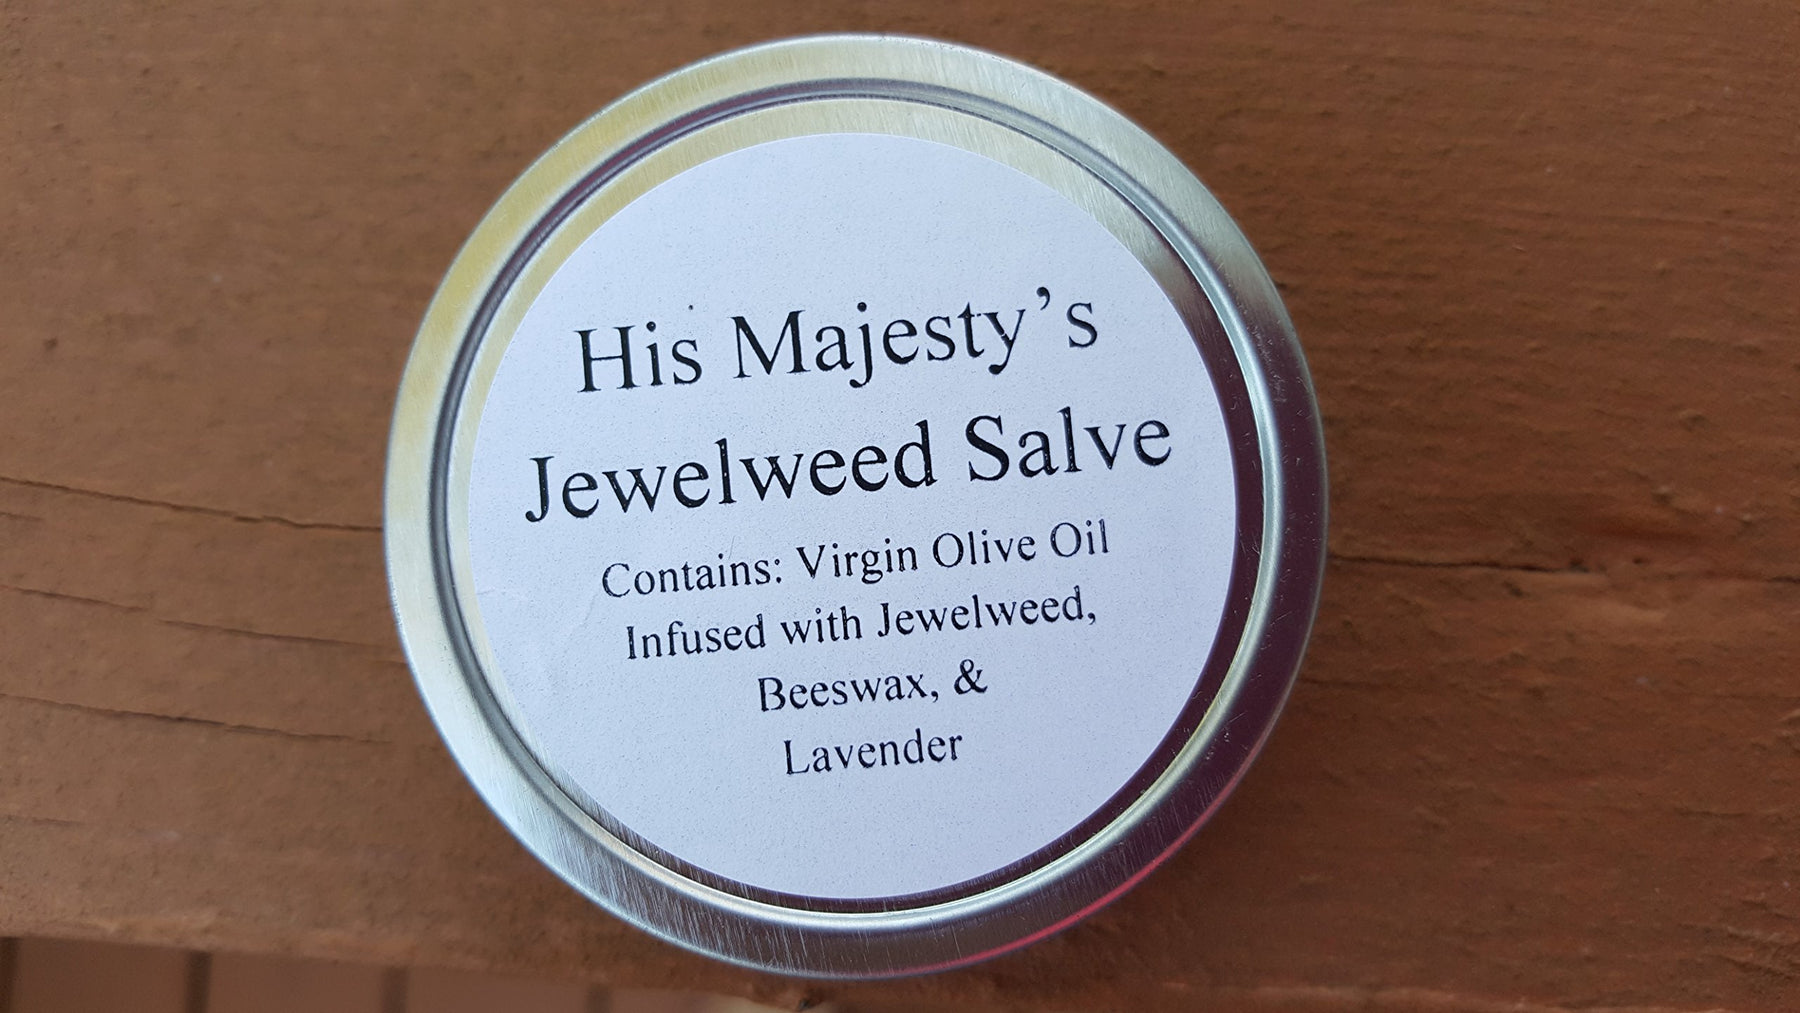 His Majesty’s
Jewelweed Salve
Contains: Virgin Olive Oil
Infused with Jewelweed,
Beeswax, &
Lavender